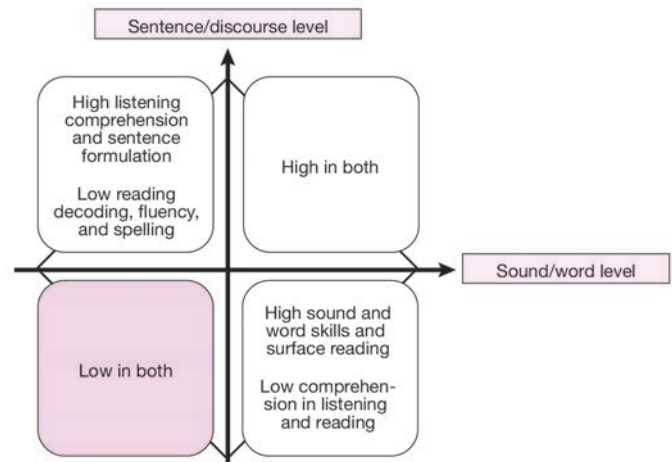 Sentence/discourse level
High listening
comprehension
and sentence
formulation
Low reading
decoding, fluency,
and spelling
High in both
Sound/word level
Low in both
High sound and
word skills and
surface reading
Low comprehen-
sion in listening
and reading